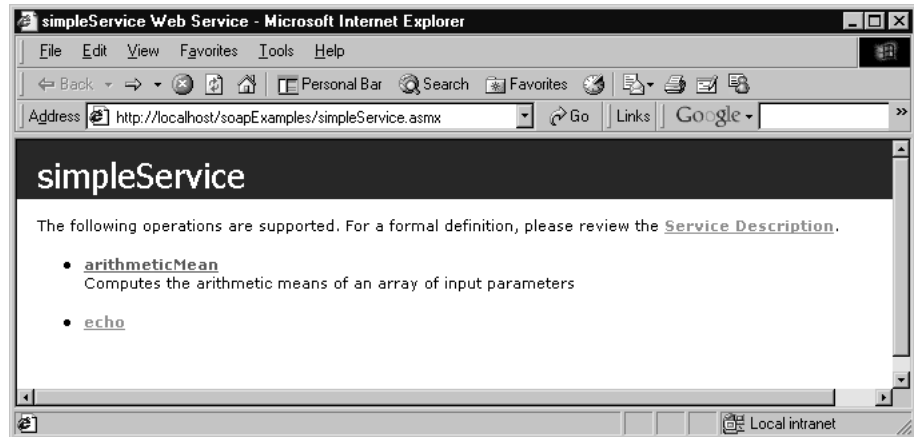 simpleService Web Service - Microsoft Internet Explorer
File Edit View Favorites Tools Help
Back Personal Bar Search Favorites
Address http://localhost/soapExamples/simpleService.asmx Go Links Google »
simpleService
The following operations are supported. For a formal definition, please review the Service Description.
• arithmeticMean
Computes the arithmetic means of an array of input parameters
• echo
Local intranet